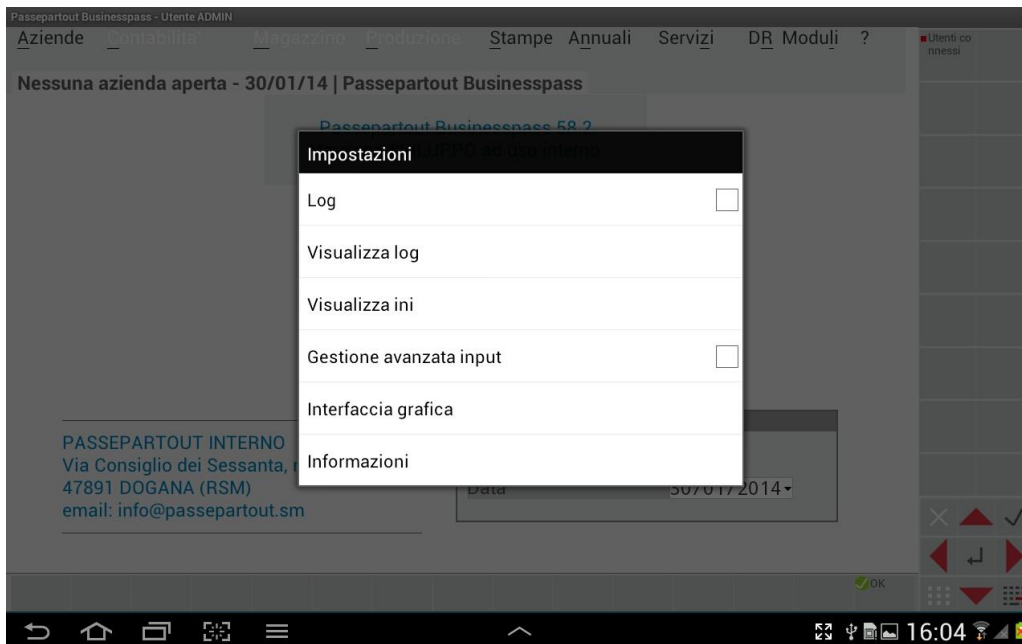 Passepartout Businesspass - Utente ADMIN
Aziende Contabilita' Magazzino Produzione Stampe Annuali Servizi DR Moduli ?
Utenti co
nnessi
Nessuna azienda aperta - 30/01/14 | Passepartout Businesspass
Passepartout Businesspass 58.2
ad uso interno
Impostazioni
Log
Visualizza log
Visualizza ini
Gestione avanzata input
Interfaccia grafica
Informazioni
PASSEPARTOUT INTERNO
Via Consiglio dei Sessanta,
47891 DOGANA (RSM)
email: info@passepartout.sm
Data 30/01/2014
OK
16:04